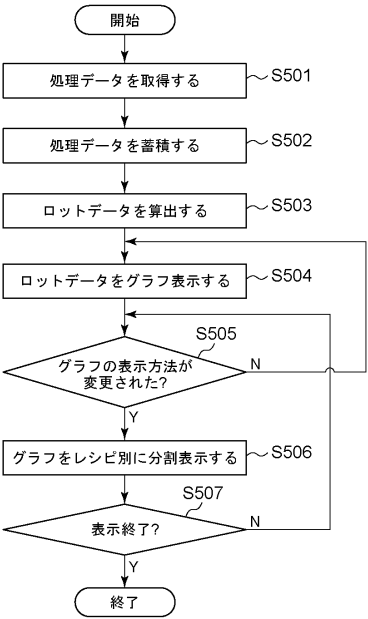 開始
処理データを取得する
S501
処理データを蓄積する
S502
ロットデータを算出する
S503
ロットデータをグラフ表示する
S504
S505
グラフの表示方法が
変更された?
N
Y
グラフをレシピ別に分割表示する
S506
S507
表示終了?
N
Y
終了